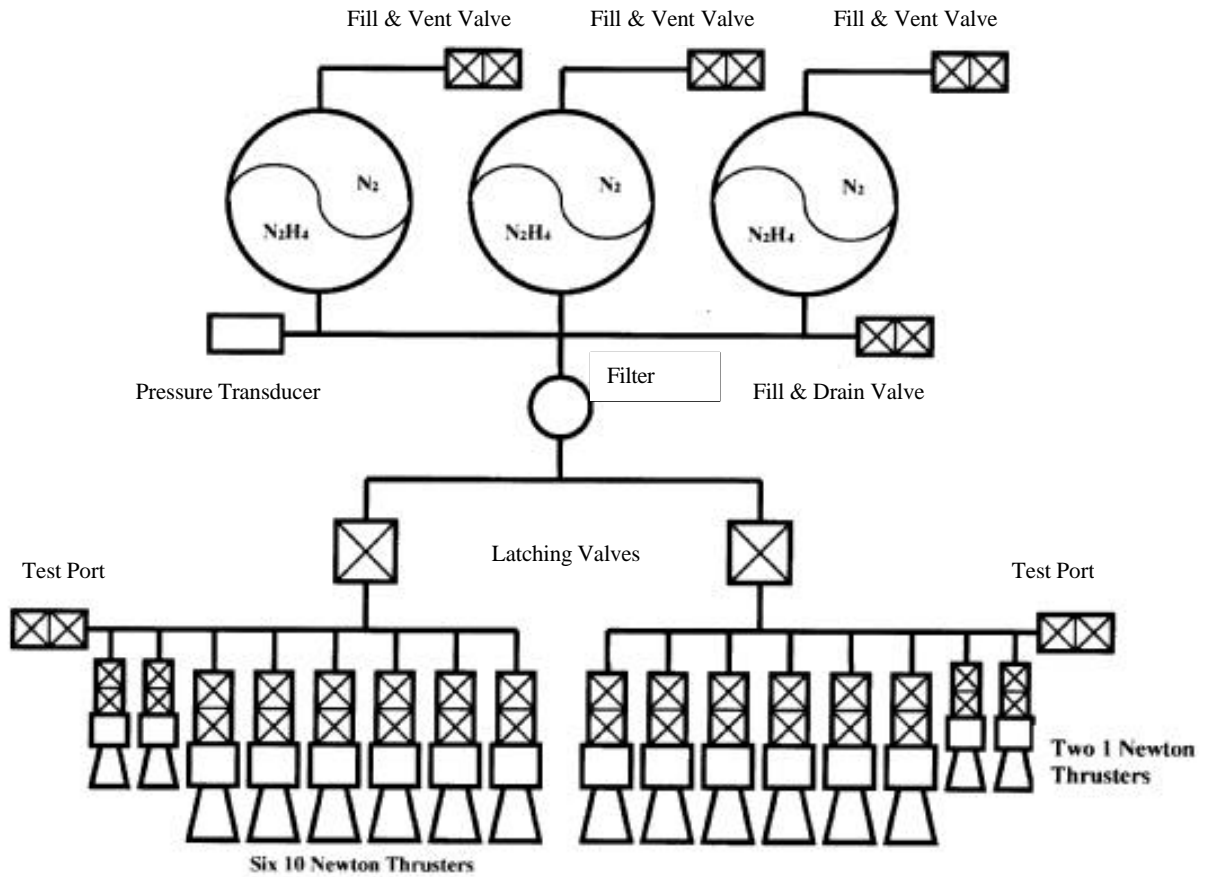 Fill & Vent Valve
Fill & Vent Valve
Fill & Vent Valve
N₂
N₂
N₂
N₂H₄
N₂H₄
N₂H₄
Filter
Pressure Transducer
Fill & Drain Valve
Latching Valves
Test Port
Test Port
Two 1 Newton
Thrusters
Six 10 Newton Thrusters